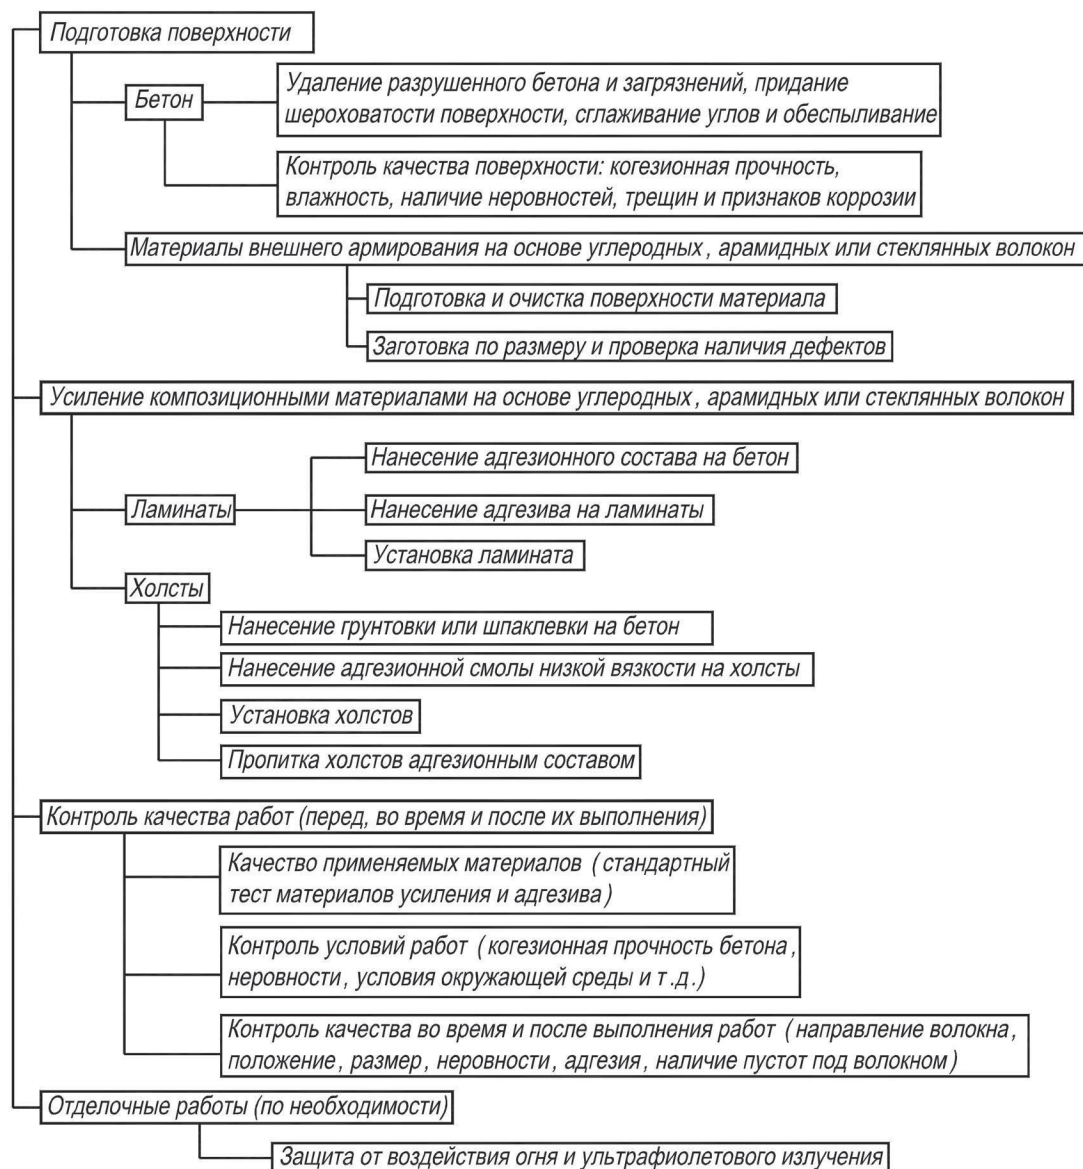 Подготовка поверхности
Бетон
Удаление разрушенного бетона и загрязнений, придание
шероховатости поверхности, сглаживание углов и обеспыливание
Контроль качества поверхности: когезионная прочность,
влажность, наличие неровностей, трещин и признаков коррозии
Материалы внешнего армирования на основе углеродных, арамидных или стеклянных волокон
Подготовка и очистка поверхности материала
Заготовка по размеру и проверка наличия дефектов
Усиление композиционными материалами на основе углеродных, арамидных или стеклянных волокон
Ламинаты
Нанесение адгезионного состава на бетон
Нанесение адгезива на ламинаты
Установка ламината
Холсты
Нанесение грунтовки или шпаклевки на бетон
Нанесение адгезионной смолы низкой вязкости на холсты
Установка холстов
Пропитка холстов адгезионным составом
Контроль качества работ (перед, во время и после их выполнения)
Качество применяемых материалов (стандартный
тест материалов усиления и адгезива)
Контроль условий работ (когезионная прочность бетона,
неровности, условия окружающей среды и т.д.)
Контроль качества во время и после выполнения работ (направление волокна,
положение, размер, неровности, адгезия, наличие пустот под волокном)
Отделочные работы (по необходимости)
Защита от воздействия огня и ультрафиолетового излучения